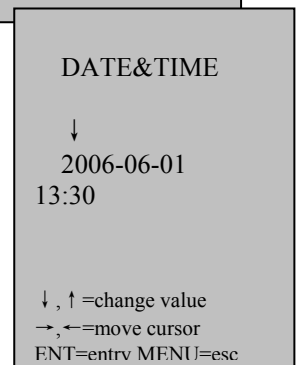 DATE&TIME
↓
2006-06-01
13:30
↓,↑=change value
→,←=move cursor
ENT=entry MENU=esc